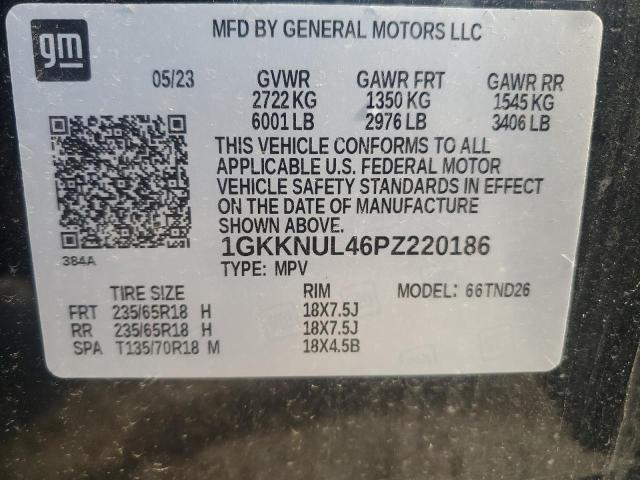 gm
MFD BY GENERAL MOTORS LLC
05/23 GVWR GAWR FRT GAWR RR
2722 KG 1350 KG 1545 KG
6001 LB 2976 LB 3406 LB
THIS VEHICLE CONFORMS TO ALL
APPLICABLE U.S. FEDERAL MOTOR
VEHICLE SAFETY STANDARDS IN EFFECT
ON THE DATE OF MANUFACTURE
SHOWN ABOVE.
384A
1GKKNUL46PZ220186
TYPE: MPV
TIRE SIZE RIM MODEL: 66TND26
FRT 235/65R18 H 18X7.5J
RR 235/65R18 H 18X7.5J
SPA T135/70R18 M 18X4.5B